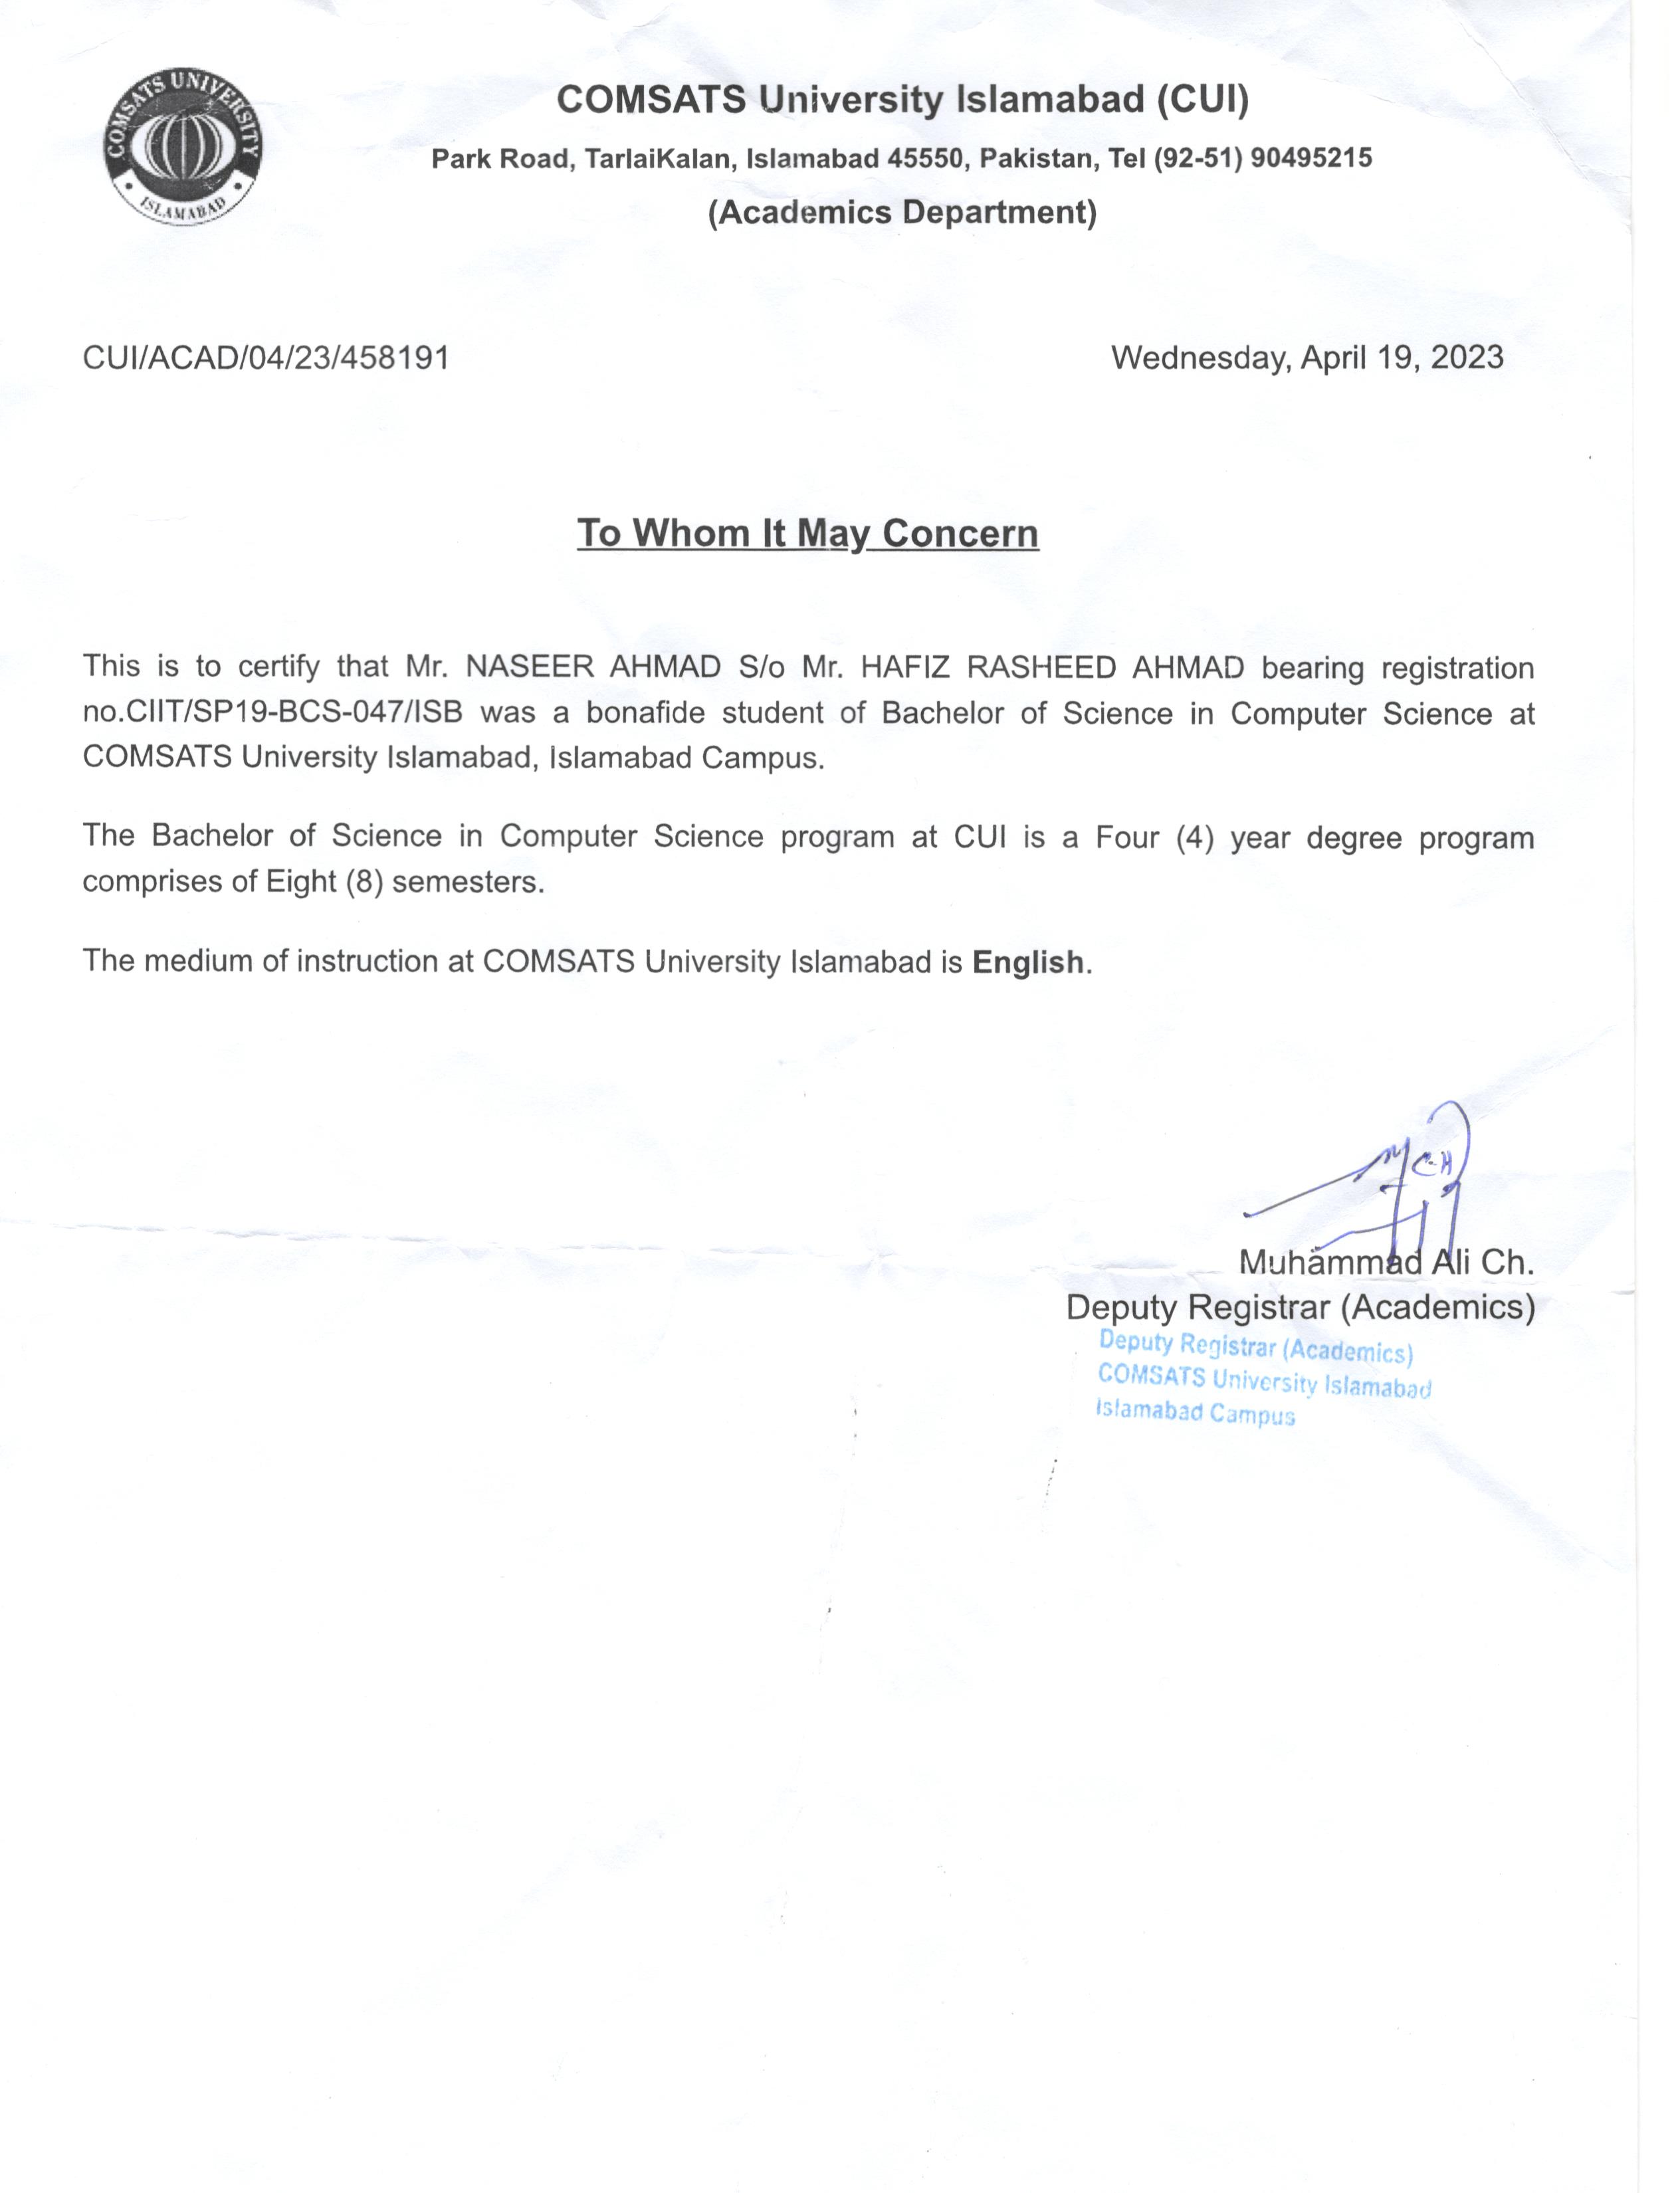 COMSATS UNIVERSITY
ISLAMABAD
COMSATS University Islamabad (CUI)
Park Road, TarlaiKalan, Islamabad 45550, Pakistan, Tel (92-51) 90495215
(Academics Department)
CUI/ACAD/04/23/458191
Wednesday, April 19, 2023
To Whom It May Concern
This is to certify that Mr. NASEER AHMAD S/o Mr. HAFIZ RASHEED AHMAD bearing registration
no.CIIT/SP19-BCS-047/ISB was a bonafide student of Bachelor of Science in Computer Science at
COMSATS University Islamabad, Islamabad Campus.
The Bachelor of Science in Computer Science program at CUI is a Four (4) year degree program
comprises of Eight (8) semesters.
The medium of instruction at COMSATS University Islamabad is English.
Muhammad Ali Ch.
Deputy Registrar (Academics)
Deputy Registrar (Academics)
COMSATS University Islamabad
Islamabad Campus